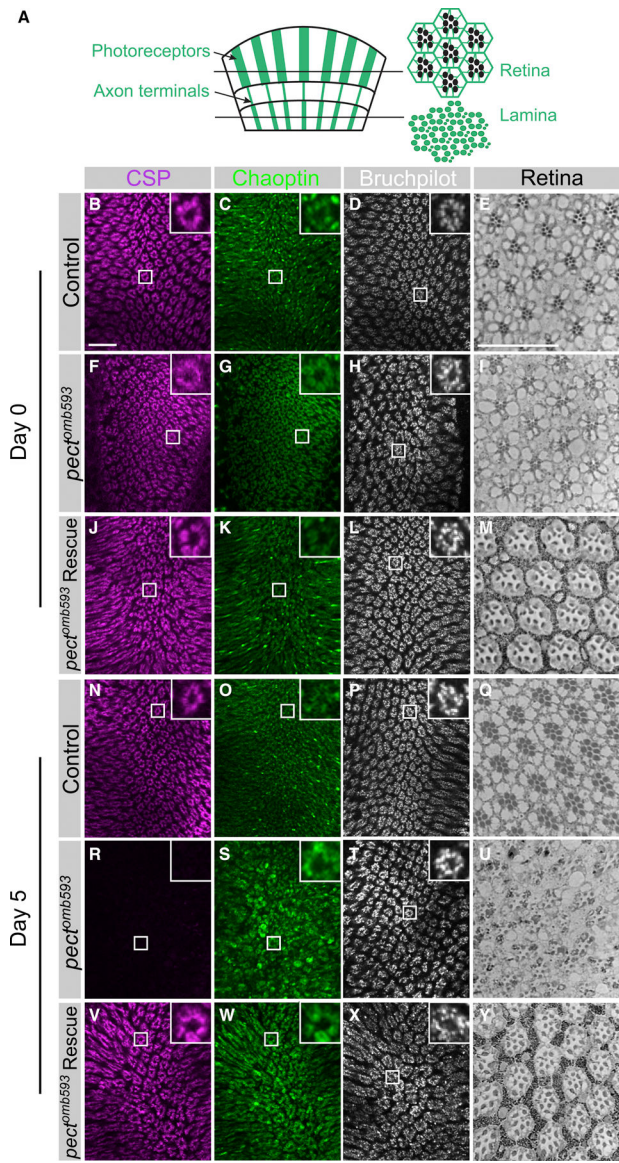 A
Photoreceptors
Axon terminals
Retina
Lamina
CSP Chaoptin Bruchpilot Retina
Day 0
Control
B C D E
pect^omb593
F G H I
pect^omb593 Rescue
J K L M
Day 5
Control
N O P Q
pect^omb593
R S T U
pect^omb593 Rescue
V W X Y